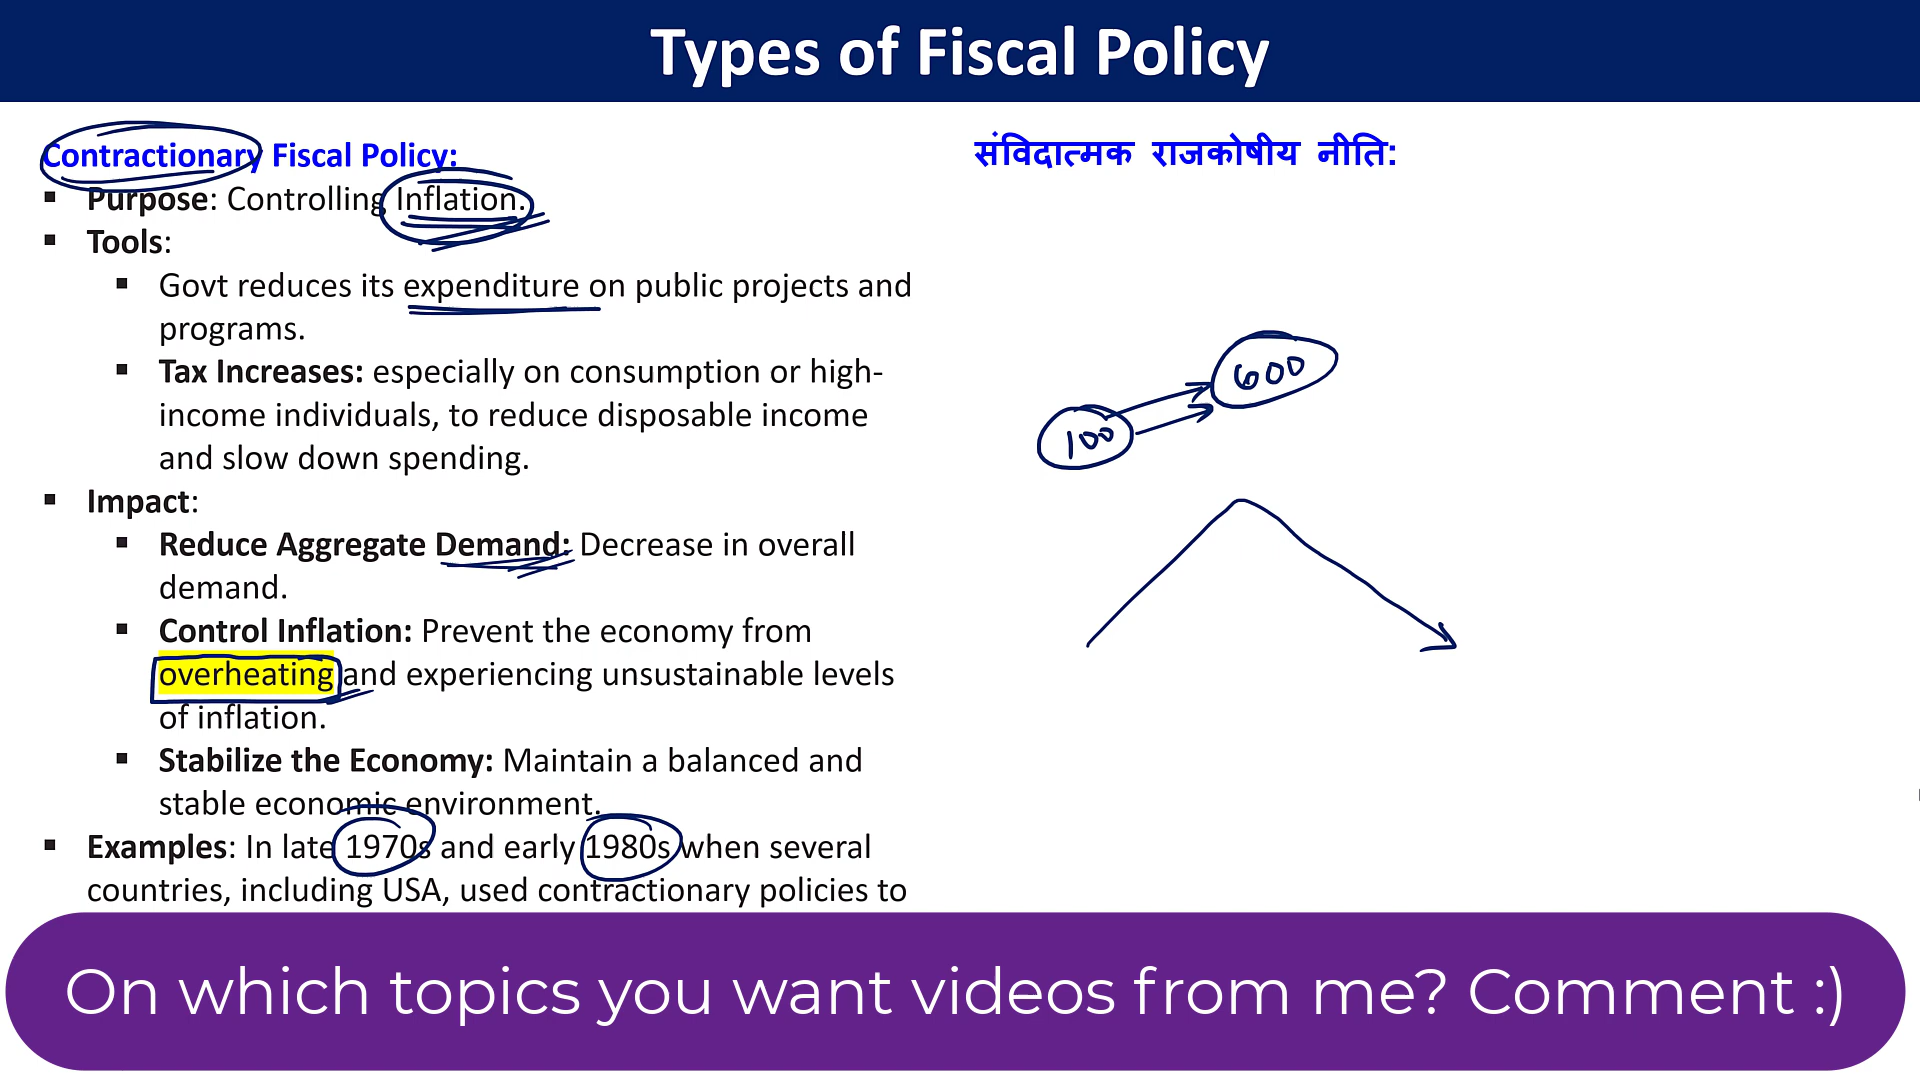 Types of Fiscal Policy
Contractionary Fiscal Policy:
▪ Purpose: Controlling Inflation.
▪ Tools:
▪ Govt reduces its expenditure on public projects and
programs.
▪ Tax Increases: especially on consumption or high-
income individuals, to reduce disposable income
and slow down spending.
▪ Impact:
▪ Reduce Aggregate Demand: Decrease in overall
demand.
▪ Control Inflation: Prevent the economy from
overheating and experiencing unsustainable levels
of inflation.
▪ Stabilize the Economy: Maintain a balanced and
stable economic environment.
▪ Examples: In late 1970s and early 1980s when several
countries, including USA, used contractionary policies to
संविदात्मक राजकोषीय नीति:
600
100
On which topics you want videos from me? Comment :)